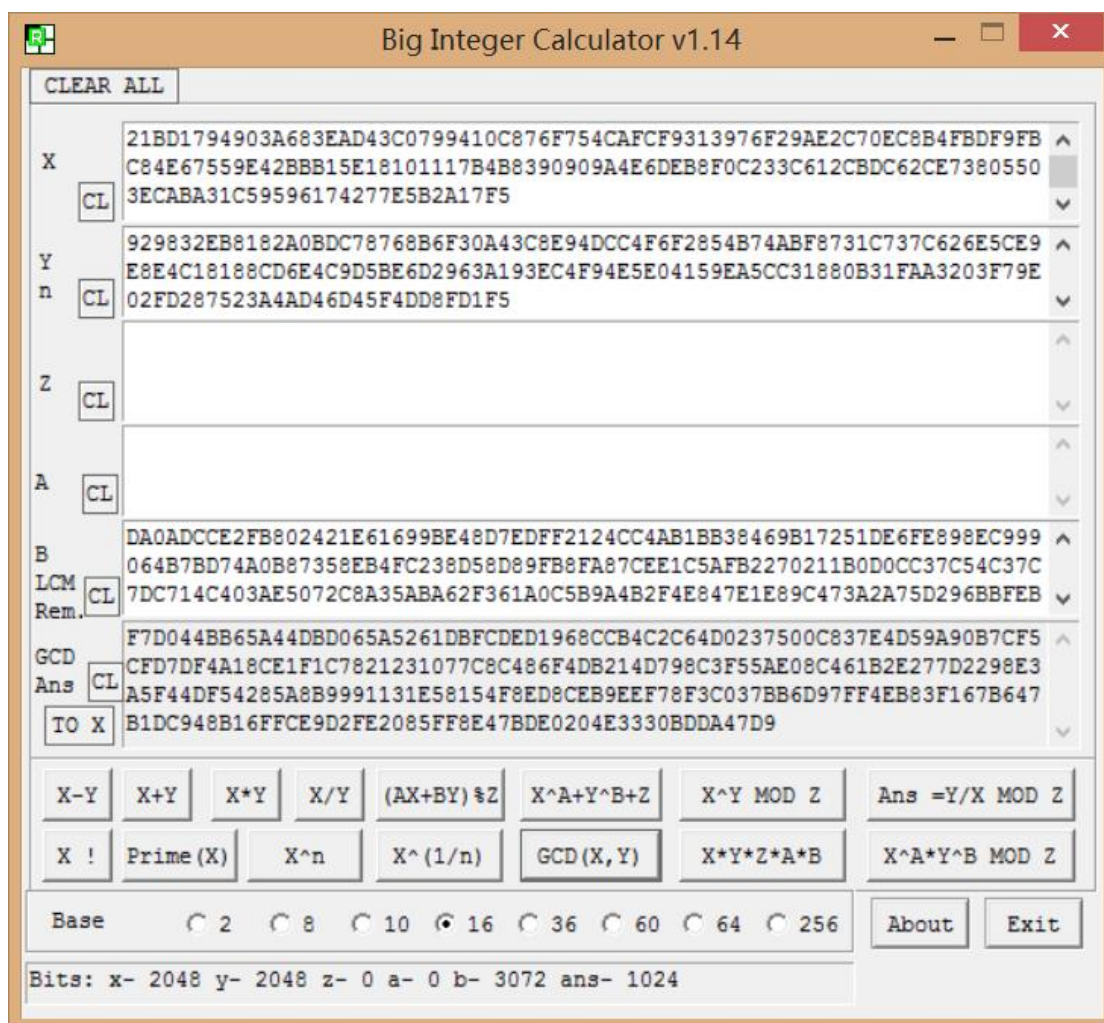 Big Integer Calculator v1.14
CLEAR ALL
X
CL
21BD1794903A683EAD43C0799410C876F754CAFCF9313976F29AE2C70EC8B4FBDF9FB
C84E67559E42BBB15E18101117B4B8390909A4E6DEB8F0C233C612CBDC62CE7380550
3ECABA31C59596174277E5B2A17F5
Y
n
CL
929832EB8182A0BDC78768B6F30A43C8E94DCC4F6F2854B74ABF8731C737C626E5CE9
E8E4C18188CD6E4C9D5BE6D2963A193EC4F94E5E04159EA5CC31880B31FAA3203F79E
02FD287523A4AD46D45F4DD8FD1F5
Z
CL
A
CL
B
LCM
Rem.
CL
DA0ADCCE2FB802421E61699BE48D7EDFF2124CC4AB1BB38469B17251DE6FE898EC999
064B7BD74A0B87358EB4FC238D58D89FB8FA87CEE1C5AFB2270211B0D0CC37C54C37C
7DC714C403AE5072C8A35ABA62F361A0C5B9A4B2F4E847E1E89C473A2A75D296BBFEB
GCD
Ans
CL
TO X
F7D044BB65A44DBD065A5261DBFCDED1968CCB4C2C64D0237500C837E4D59A90B7CF5
CFD7DF4A18CE1F1C7821231077C8C486F4DB214D798C3F55AE08C461B2E277D2298E3
A5F44DF54285A8B9991131E58154F8ED8CEB9EEF78F3C037BB6D97FF4EB83F167B647
B1DC948B16FFCE9D2FE2085FF8E47BDE0204E3330BDDA47D9
X-Y X+Y X*Y X/Y (AX+BY)%Z X^A+Y^B+Z X^Y MOD Z Ans =Y/X MOD Z
X ! Prime(X) X^n X^(1/n) GCD(X,Y) X*Y*Z*A*B X^A*Y^B MOD Z
Base 2 8 10 16 36 60 64 256 About Exit
Bits: x- 2048 y- 2048 z- 0 a- 0 b- 3072 ans- 1024